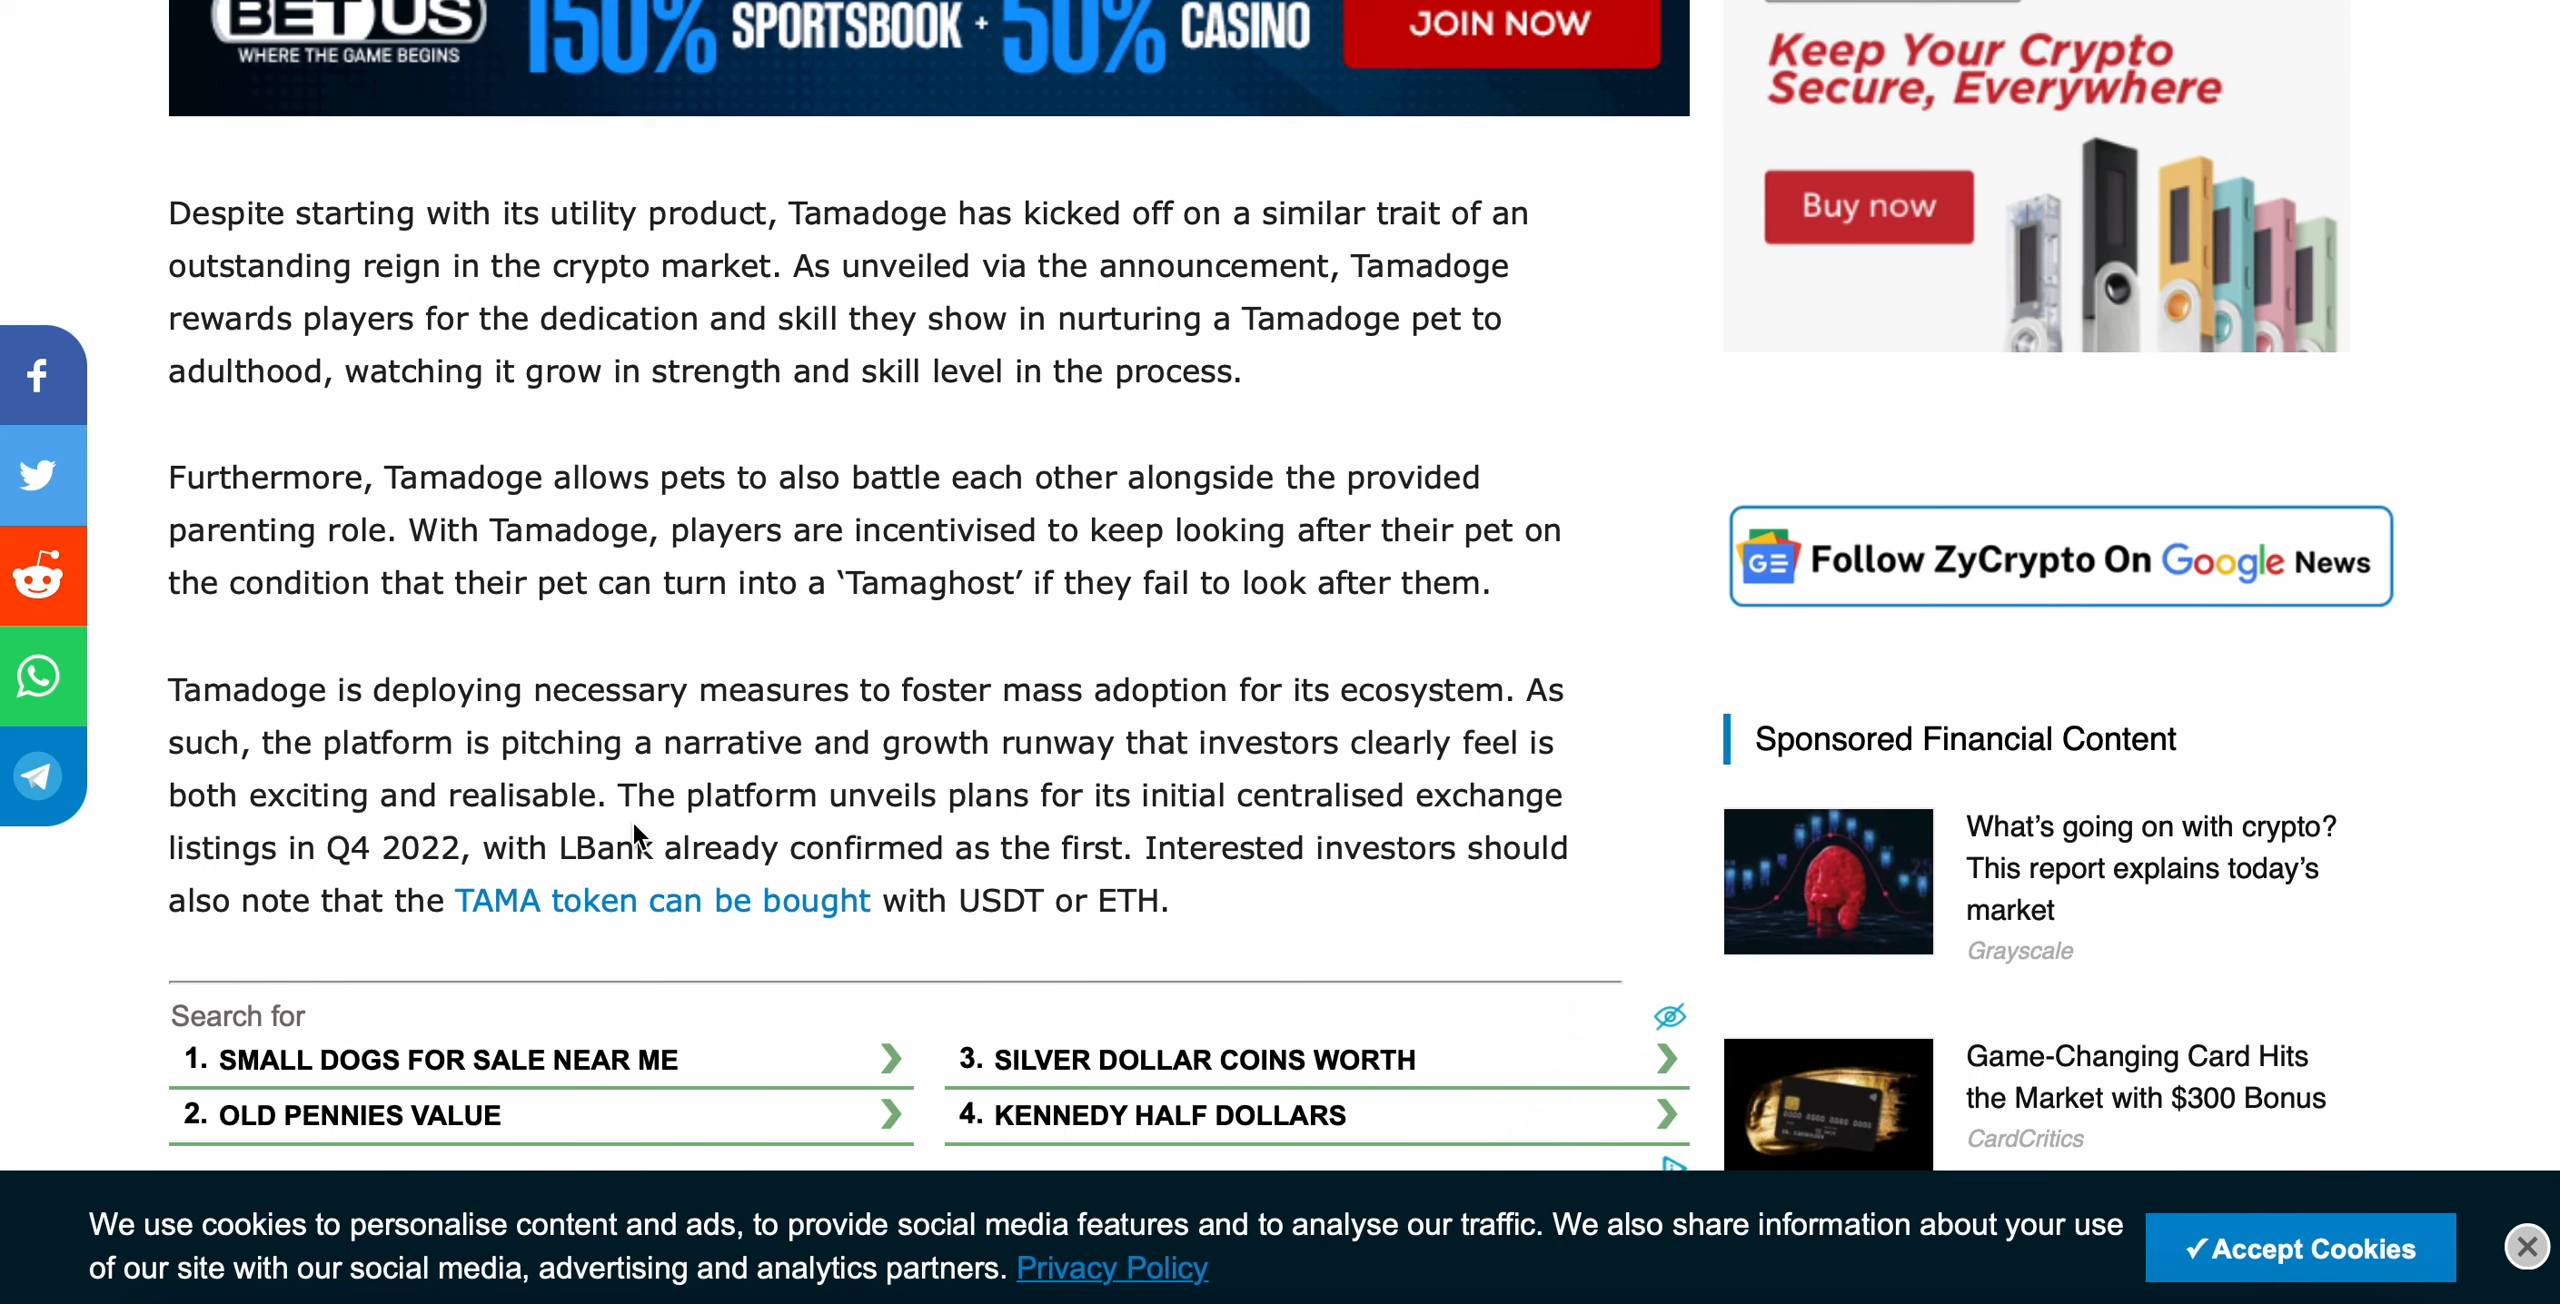 BETUS
WHERE THE GAME BEGINS
150% SPORTSBOOK + 50% CASINO
JOIN NOW
Keep Your Crypto
Secure, Everywhere
Buy now
Despite starting with its utility product, Tamadoge has kicked off on a similar trait of an
outstanding reign in the crypto market. As unveiled via the announcement, Tamadoge
rewards players for the dedication and skill they show in nurturing a Tamadoge pet to
adulthood, watching it grow in strength and skill level in the process.
Furthermore, Tamadoge allows pets to also battle each other alongside the provided
parenting role. With Tamadoge, players are incentivised to keep looking after their pet on
the condition that their pet can turn into a ‘Tamaghost’ if they fail to look after them.
Tamadoge is deploying necessary measures to foster mass adoption for its ecosystem. As
such, the platform is pitching a narrative and growth runway that investors clearly feel is
both exciting and realisable. The platform unveils plans for its initial centralised exchange
listings in Q4 2022, with LBank already confirmed as the first. Interested investors should
also note that the TAMA token can be bought with USDT or ETH.
Follow ZyCrypto On Google News
Sponsored Financial Content
What’s going on with crypto?
This report explains today’s
market
Grayscale
Game-Changing Card Hits
the Market with $300 Bonus
CardCritics
Search for
1. SMALL DOGS FOR SALE NEAR ME
2. OLD PENNIES VALUE
3. SILVER DOLLAR COINS WORTH
4. KENNEDY HALF DOLLARS
We use cookies to personalise content and ads, to provide social media features and to analyse our traffic. We also share information about your use
of our site with our social media, advertising and analytics partners. Privacy Policy
✓ Accept Cookies